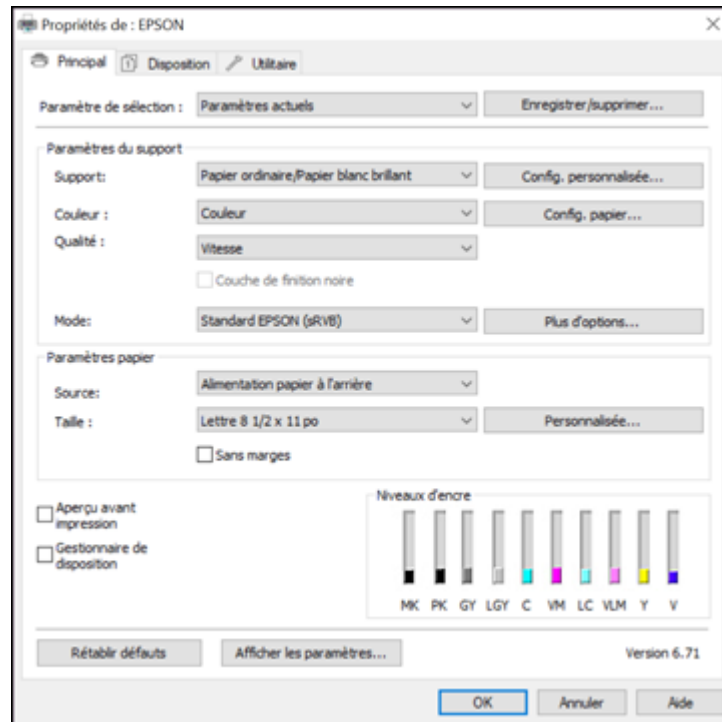 Propriétés de : EPSON
Principal
Disposition
Utilitaire
Paramètre de sélection :
Paramètres actuels
Enregistrer/supprimer...
Paramètres du support
Support:
Papier ordinaire/Papier blanc brillant
Config. personnalisée...
Couleur :
Couleur
Config. papier...
Qualité :
Vitesse
Couche de finition noire
Mode:
Standard EPSON (sRVB)
Plus d'options...
Paramètres papier
Source:
Alimentation papier à l'arrière
Taille :
Lettre 8 1/2 x 11 po
Personnalisée...
Sans marges
Aperçu avant
impression
Gestionnaire de
disposition
Niveaux d'encre
MK PK GY LGY C VM LC VLM Y V
Rétablir défauts
Afficher les paramètres...
Version 6.71
OK
Annuler
Aide